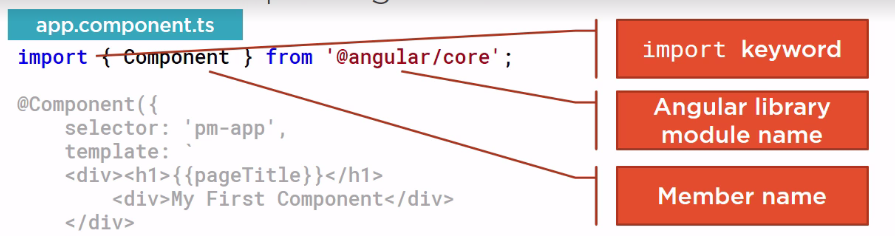 app.component.ts
import { Component } from '@angular/core';
@Component({
selector: 'pm-app',
template: `
<div><h1>{{pageTitle}}</h1>
<div>My First Component</div>
</div>
import keyword
Angular library
module name
Member name